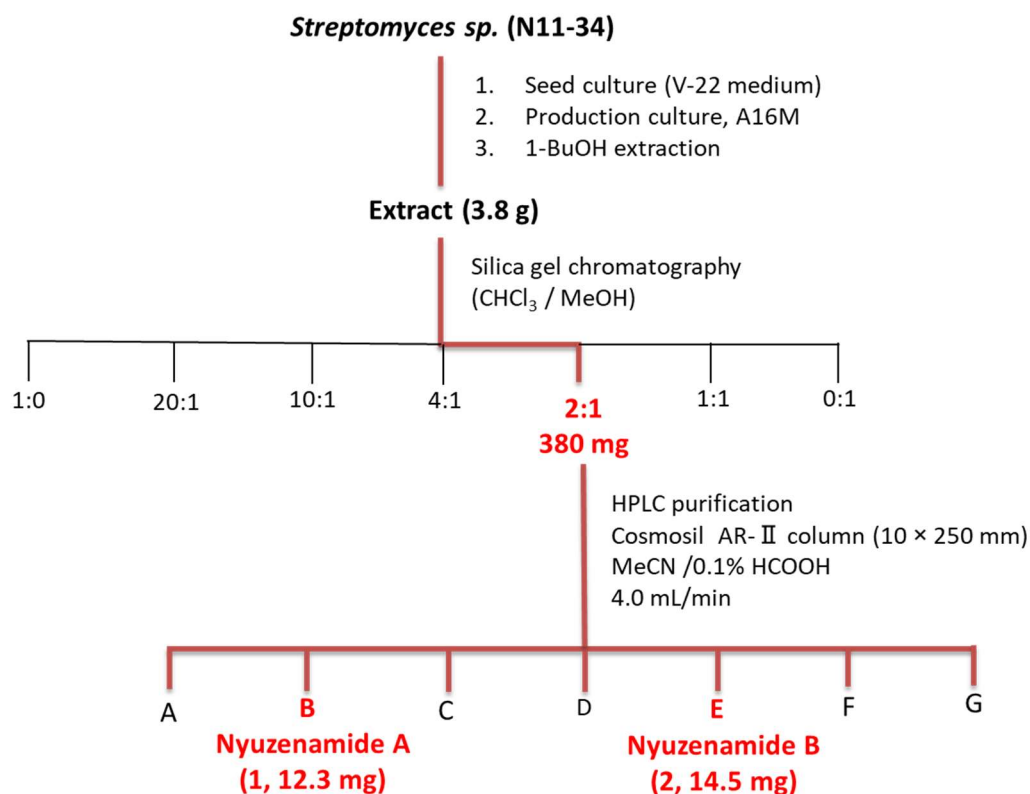 Streptomyces sp. (N11-34)
1. Seed culture (V-22 medium)
2. Production culture, A16M
3. 1-BuOH extraction
Extract (3.8 g)
Silica gel chromatography
(CHCl₃ / MeOH)
1:0 20:1 10:1 4:1 2:1 1:1 0:1
380 mg
HPLC purification
Cosmosil AR-Ⅱ column (10 × 250 mm)
MeCN /0.1% HCOOH
4.0 mL/min
A B C D E F G
Nyuzenamide A Nyuzenamide B
(1, 12.3 mg) (2, 14.5 mg)